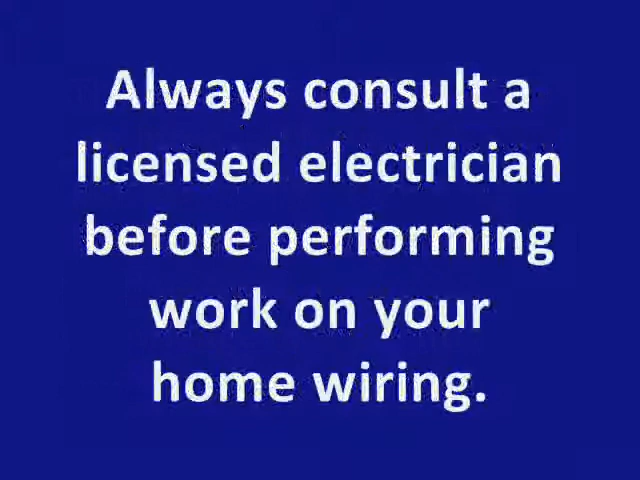 Always consult a
licensed electrician
before performing
work on your
home wiring.